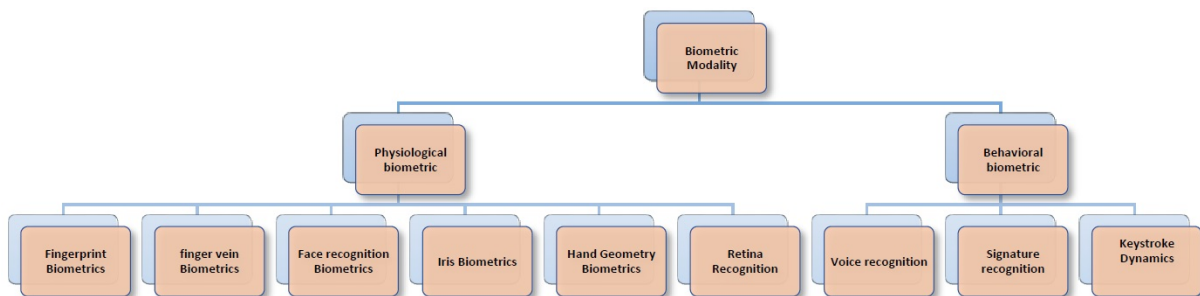 Biometric
Modality
Physiological
biometric
Behavioral
biometric
Fingerprint
Biometrics
finger vein
Biometrics
Face recognition
Biometrics
Iris Biometrics
Hand Geometry
Biometrics
Retina
Recognition
Voice recognition
Signature
recognition
Keystroke
Dynamics